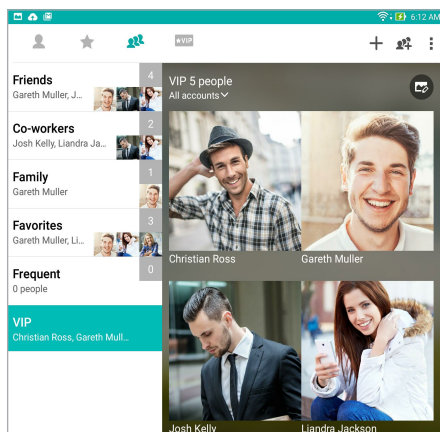 6:12 AM
★VIP
Friends
4
Gareth Muller, J...
Co-workers
2
Josh Kelly, Liandra Ja...
Family
1
Gareth Muller
Favorites
3
Gareth Muller, Li...
Frequent
0
0 people
VIP
Christian Ross, Gareth Mull...
VIP 5 people
All accounts
Christian Ross
Gareth Muller
Josh Kelly
Liandra Jackson